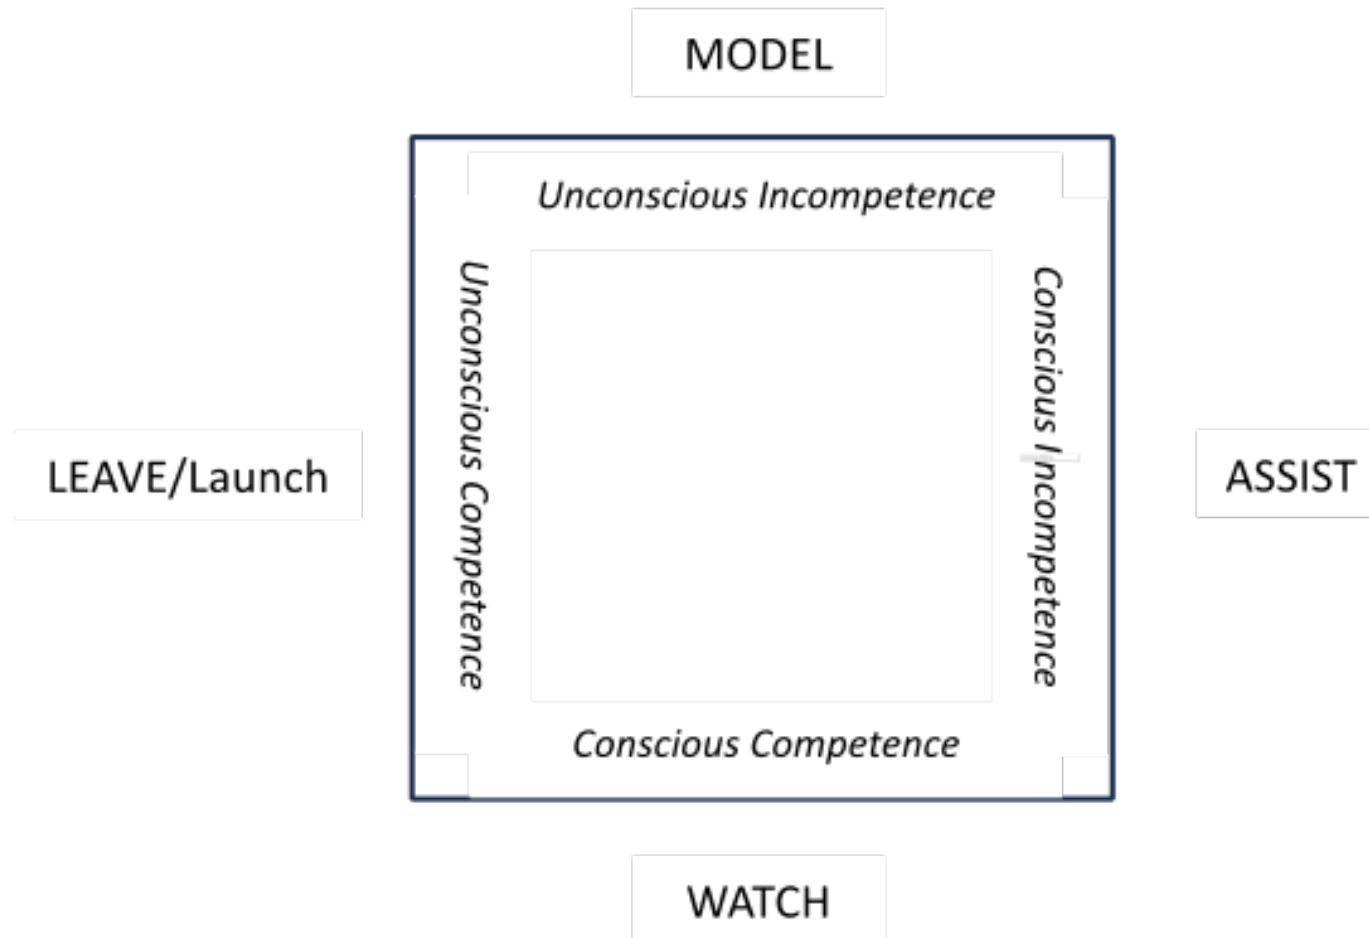 MODEL
Unconscious Incompetence
Unconscious Competence
Conscious Incompetence
LEAVE/Launch
ASSIST
Conscious Competence
WATCH